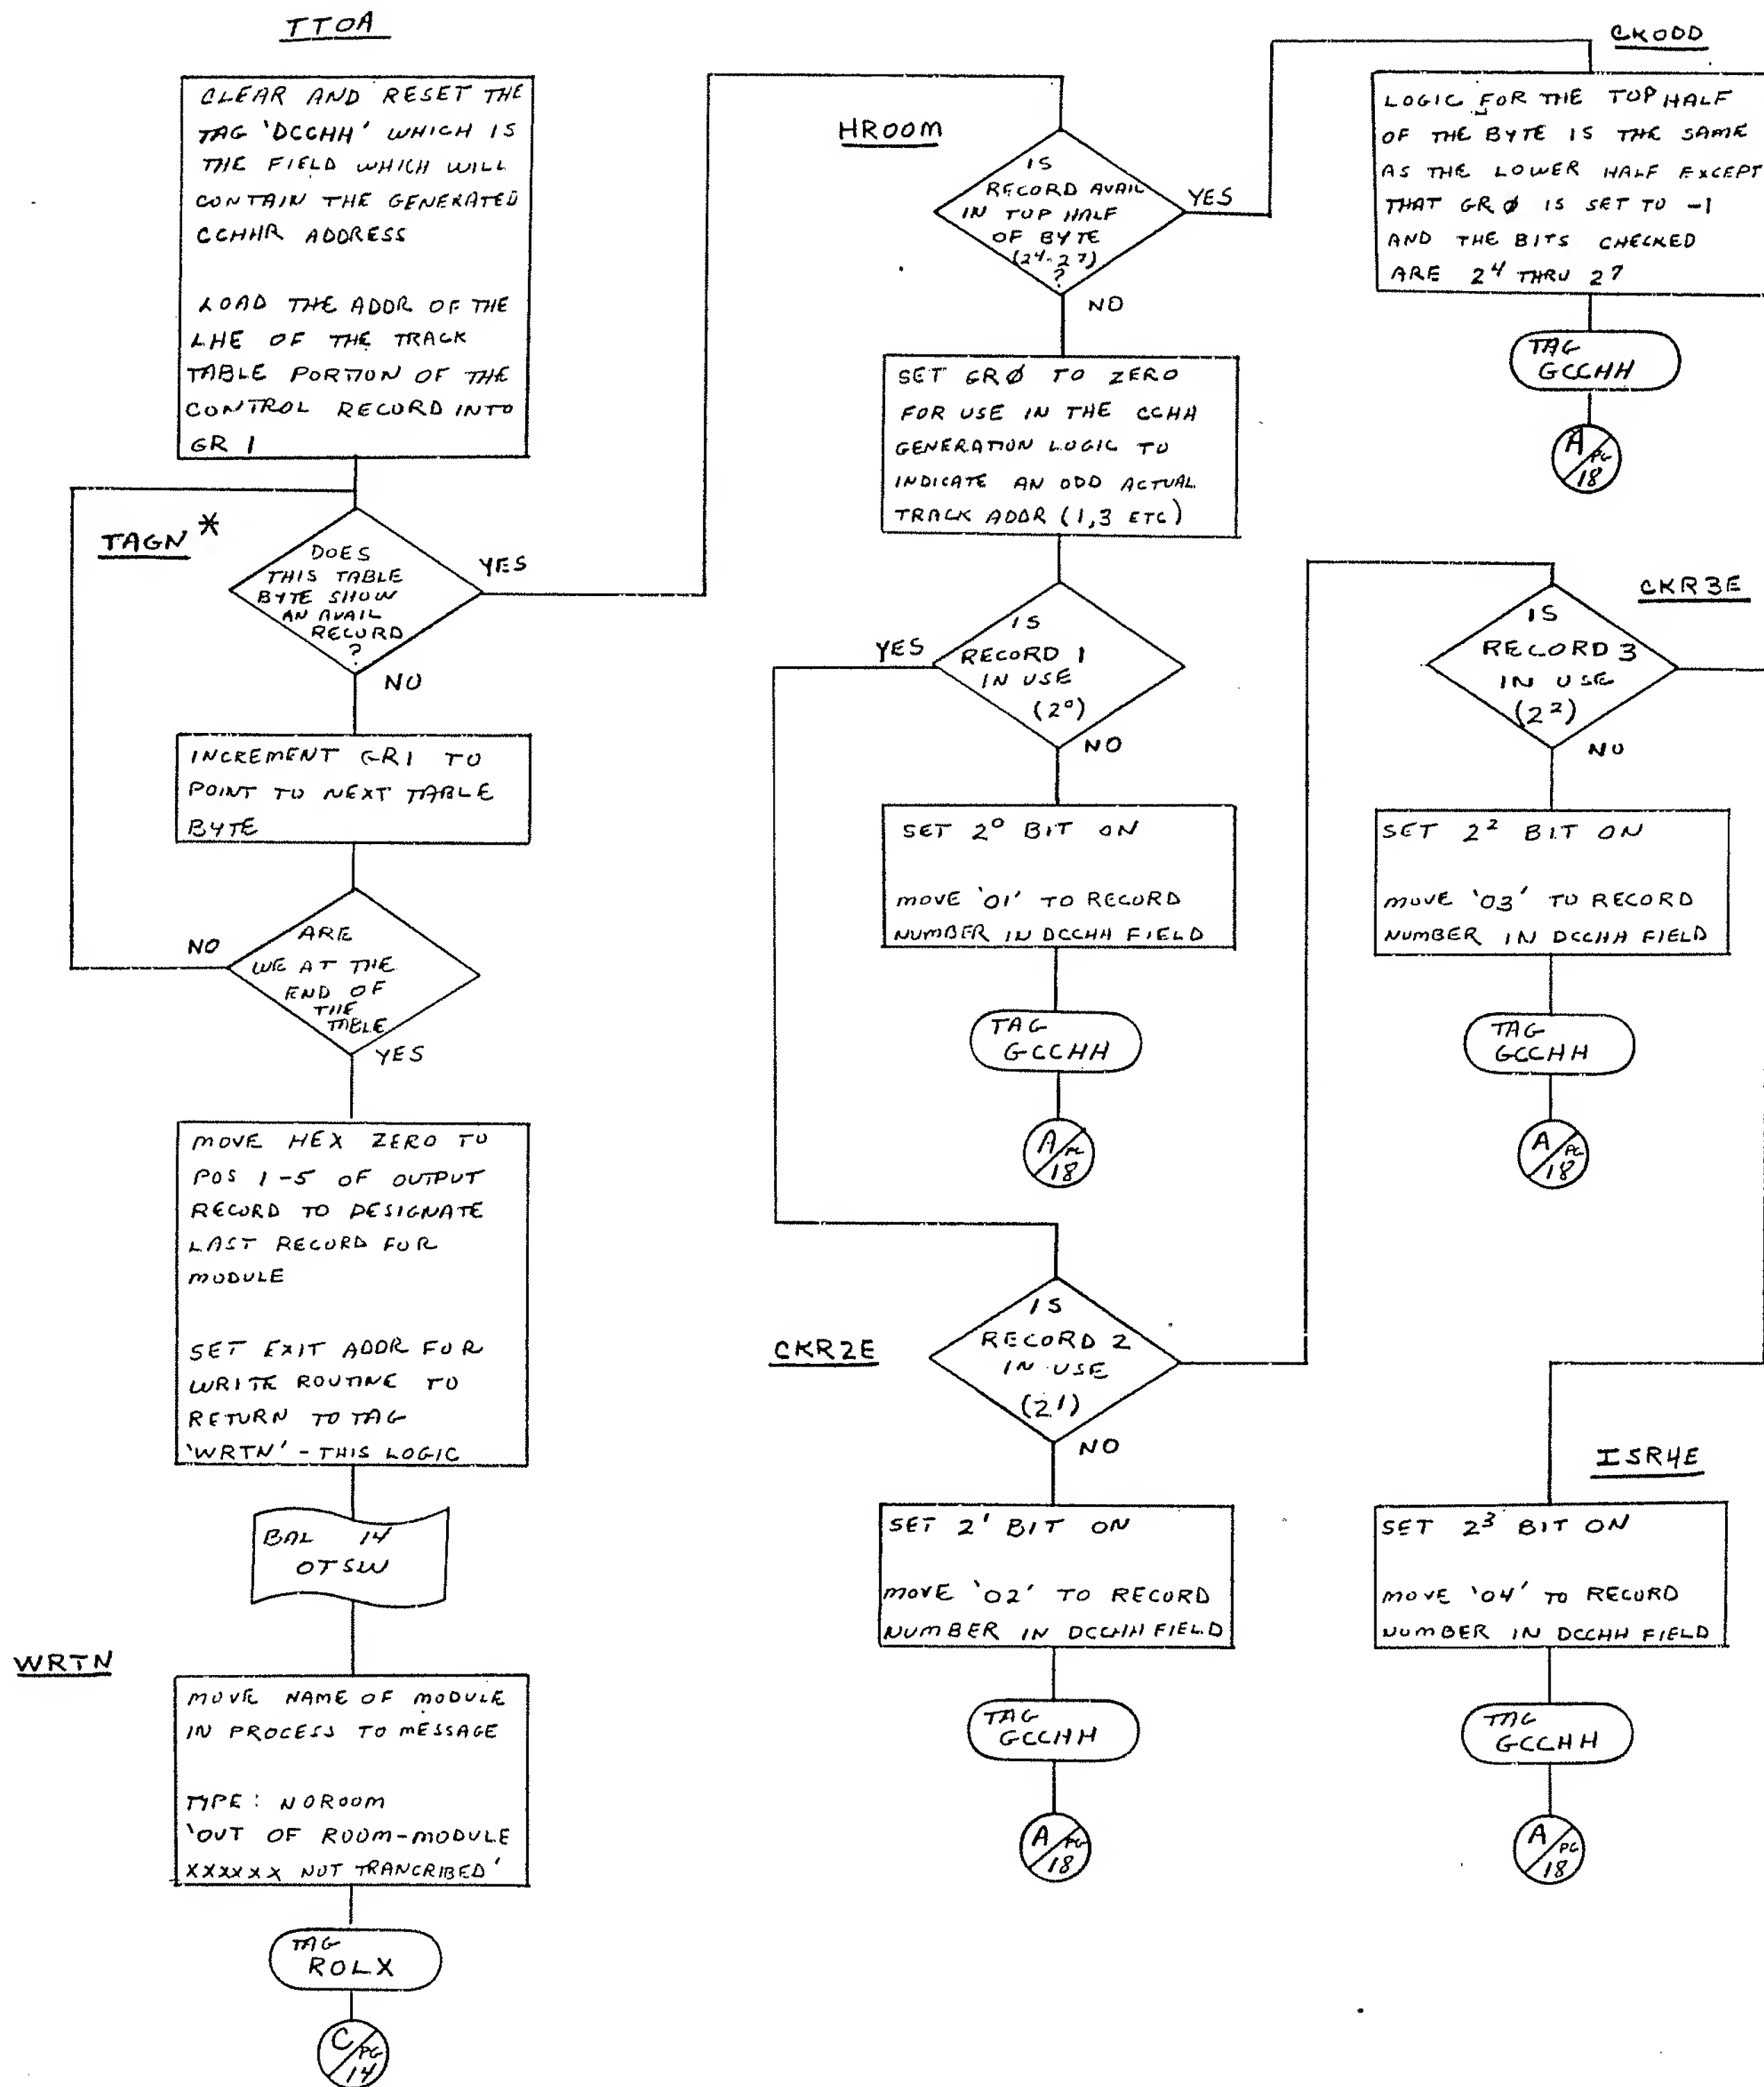 TTOA
CLEAR AND RESET THE
TAG 'DCCHH' WHICH IS
THE FIELD WHICH WILL
CONTAIN THE GENERATED
CCHHR ADDRESS
LOAD THE ADDR OF THE
LHE OF THE TRACK
TABLE PORTION OF THE
CONTROL RECORD INTO
GR 1
TAGN *
DOES
THIS TABLE
BYTE SHOW
AN AVAIL
RECORD
?
YES
NO
INCREMENT GR1 TO
POINT TO NEXT TABLE
BYTE
ARE
WE AT THE
END OF
THE
TABLE
NO
YES
MOVE HEX ZERO TO
POS 1-5 OF OUTPUT
RECORD TO DESIGNATE
LAST RECORD FOR
MODULE
SET EXIT ADDR FOR
WRITE ROUTINE TO
RETURN TO TAG
'WRTN' - THIS LOGIC
BAL 14
OTSW
WRTN
MOVE NAME OF MODULE
IN PROCESS TO MESSAGE
TYPE: NOROOM
'OUT OF ROOM-MODULE
XXXXXX NOT TRANCRIBED'
TAG
ROLX
C/PG
14
HROOM
IS
RECORD AVAIL
IN TOP HALF
OF BYTE
(24-27)
?
YES
NO
SET GRØ TO ZERO
FOR USE IN THE CCHH
GENERATION LOGIC TO
INDICATE AN ODD ACTUAL
TRACK ADDR (1,3 ETC)
IS
RECORD 1
IN USE
(2⁰)
YES
NO
SET 2⁰ BIT ON
MOVE '01' TO RECORD
NUMBER IN DCCHH FIELD
TAG
GCCHH
A/PG
18
CKR2E
IS
RECORD 2
IN USE
(2¹)
NO
SET 2¹ BIT ON
MOVE '02' TO RECORD
NUMBER IN DCCHH FIELD
TAG
GCCHH
A/PG
18
CKODD
LOGIC FOR THE TOP HALF
OF THE BYTE IS THE SAME
AS THE LOWER HALF EXCEPT
THAT GR Ø IS SET TO -1
AND THE BITS CHECKED
ARE 2⁴ THRU 2⁷
TAG
GCCHH
A/PG
18
CKR3E
IS
RECORD 3
IN USE
(2²)
NO
SET 2² BIT ON
MOVE '03' TO RECORD
NUMBER IN DCCHH FIELD
TAG
GCCHH
A/PG
18
ISR4E
SET 2³ BIT ON
MOVE '04' TO RECORD
NUMBER IN DCCHH FIELD
TAG
GCCHH
A/PG
18